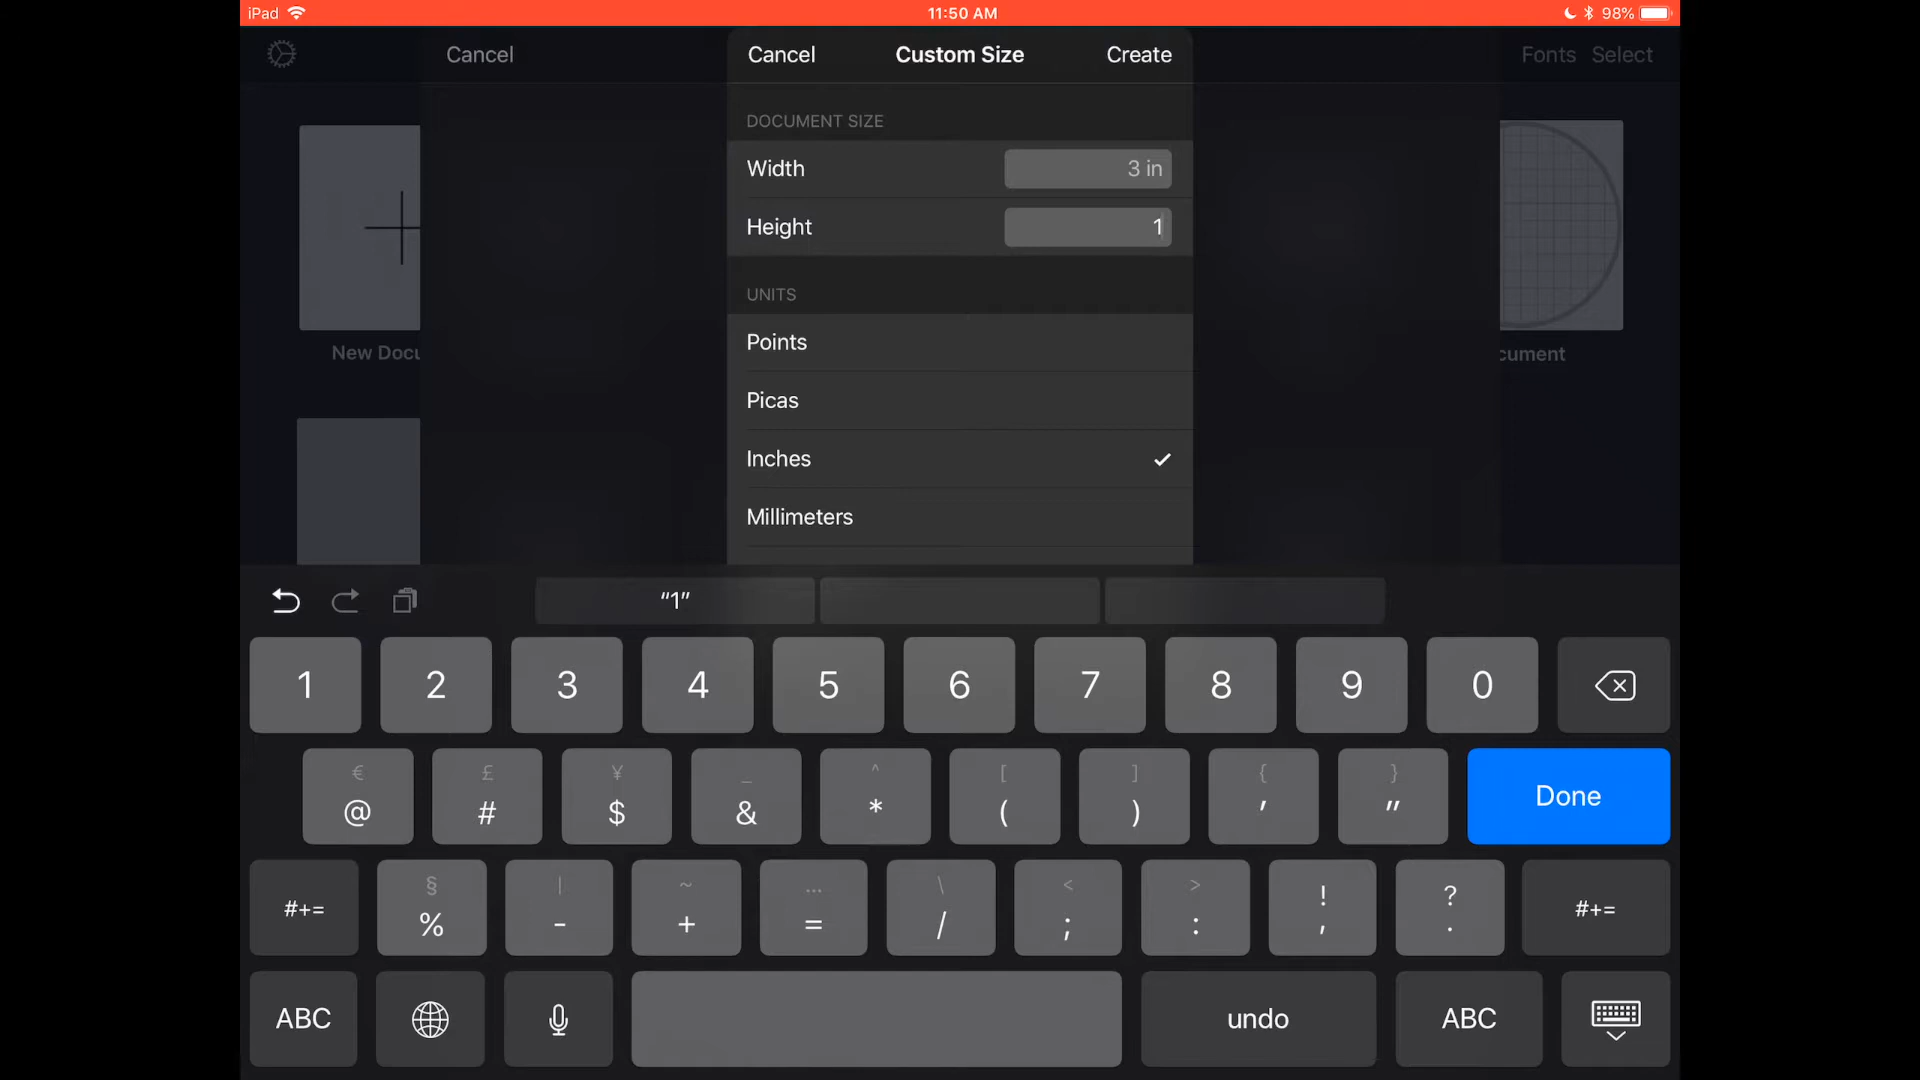 iPad 11:50 AM 98%
Cancel Cancel Custom Size Create Fonts Select
DOCUMENT SIZE
Width 3 in
Height 1
UNITS
New Docu
cument
Points
Picas
Inches
Millimeters
“1”
1 2 3 4 5 6 7 8 9 0
€ £ ¥ _ ^ [ ] { }
@ # $ & * ( ) ' " Done
§ | ~ … \ < > ! ?
#+= % - + = / ; : , . #+=
ABC undo ABC